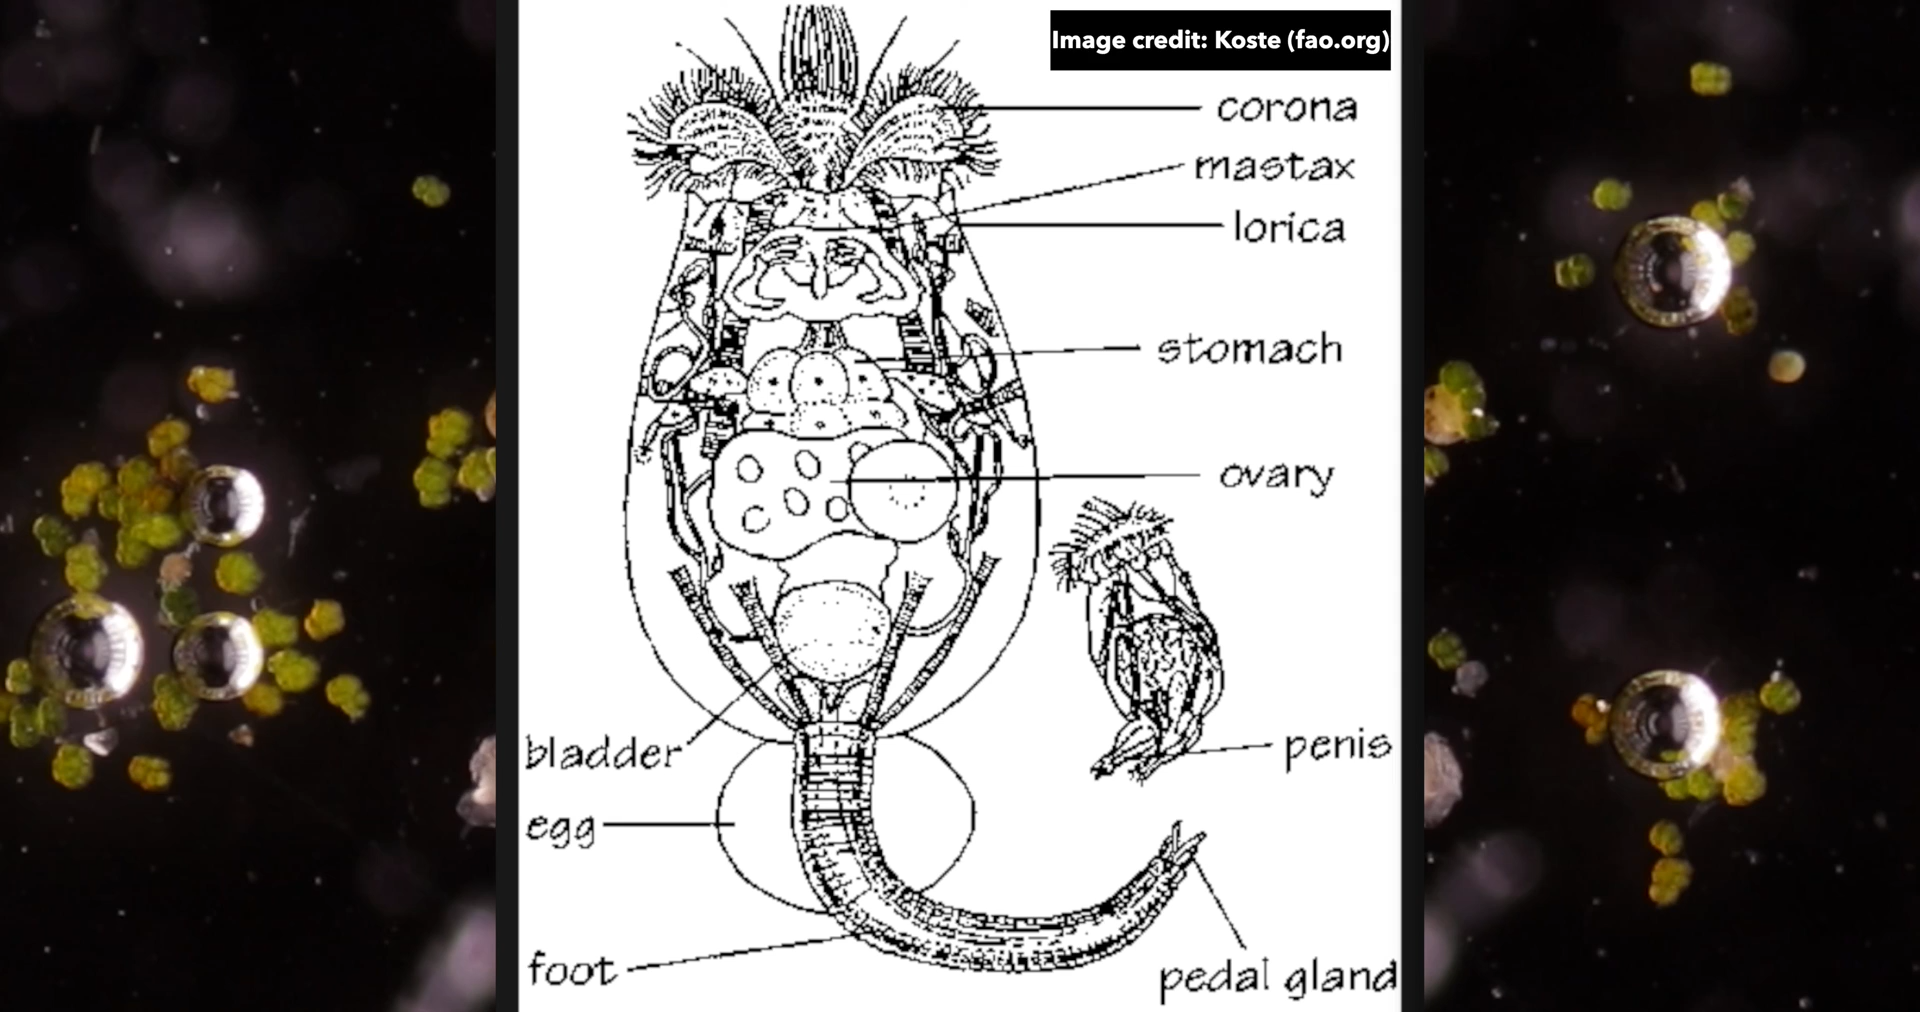 Image credit: Koste (fao.org)
corona
mastax
lorica
stomach
ovary
bladder
penis
egg
foot
pedal gland